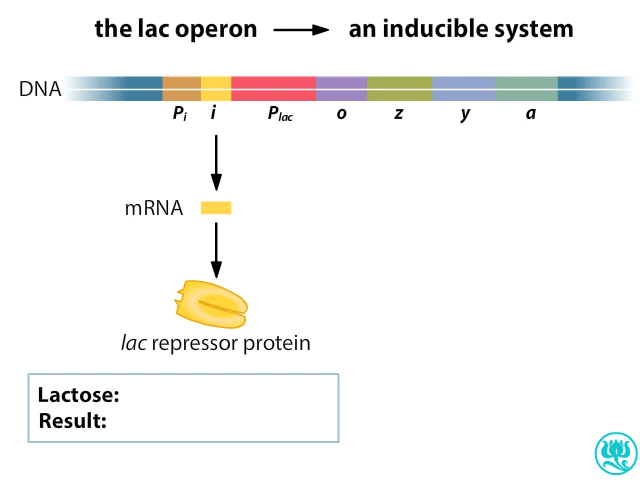 the lac operon → an inducible system
DNA
Pi i Plac o z y a
mRNA
lac repressor protein
Lactose:
Result: